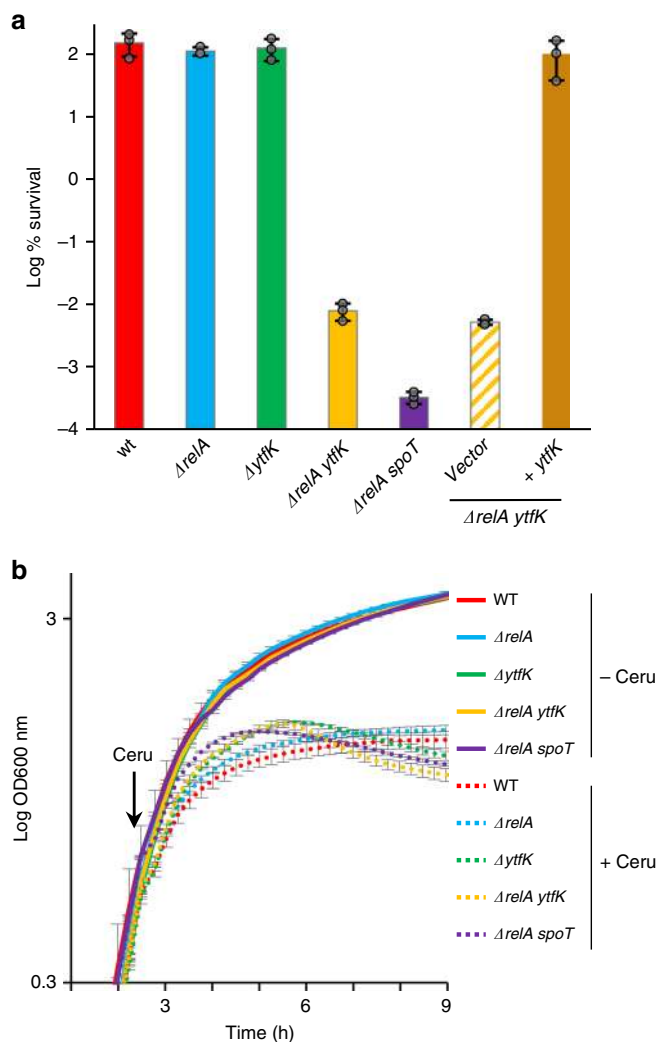 a
Log % survival
2
1
0
–1
–2
–3
–4
wt
ΔrelA
ΔytfK
ΔrelA ytfK
ΔrelA spoT
Vector
+ ytfK
ΔrelA ytfK
b
Log OD600 nm
3
0.3
Ceru
3
6
9
Time (h)
WT
ΔrelA
ΔytfK
ΔrelA ytfK
ΔrelA spoT
– Ceru
WT
ΔrelA
ΔytfK
ΔrelA ytfK
ΔrelA spoT
+ Ceru